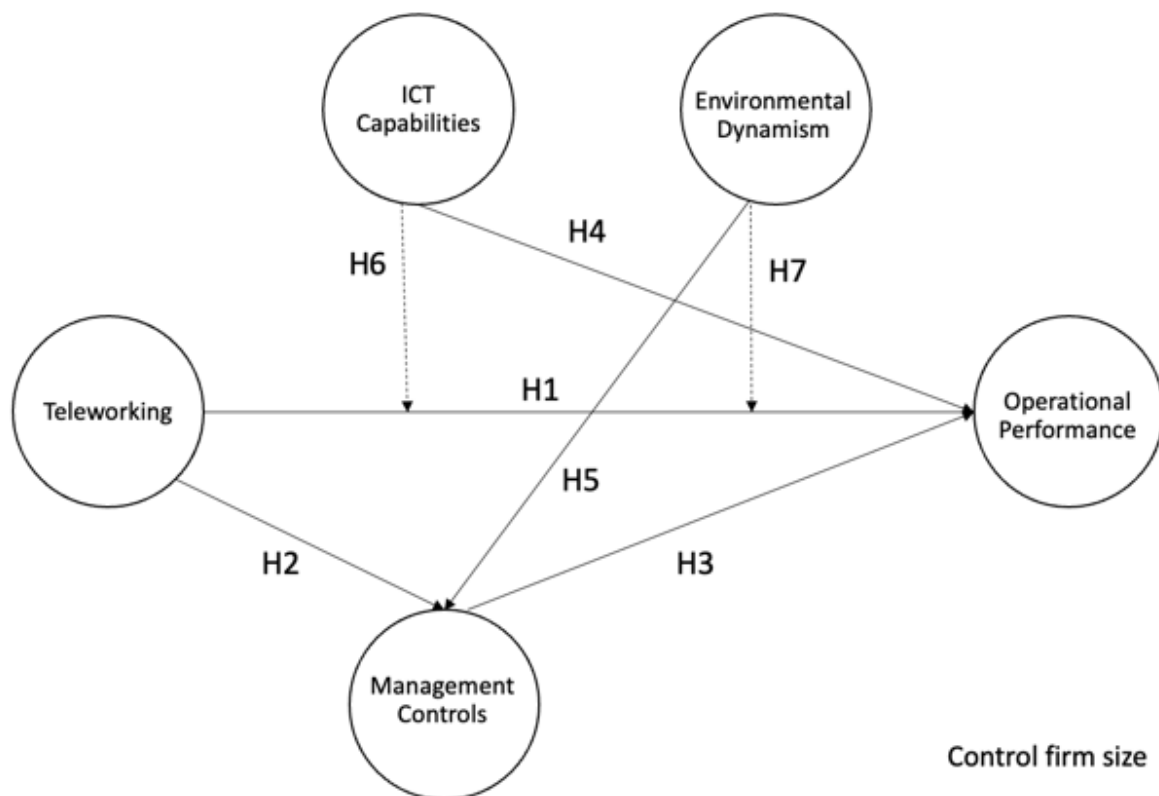 ICT
Capabilities
Environmental
Dynamism
H4
H6
H7
Teleworking
H1
Operational
Performance
H5
H2
H3
Management
Controls
Control firm size